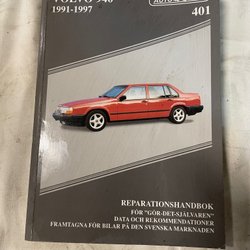 VOLVO 940
1991-1997
401
REPARATIONSHANDBOK
FÖR "GÖR-DET-SJÄLVAREN"
DATA OCH REKOMMENDATIONER
FRAMTAGNA FÖR BILAR PÅ DEN SVENSKA MARKNADEN